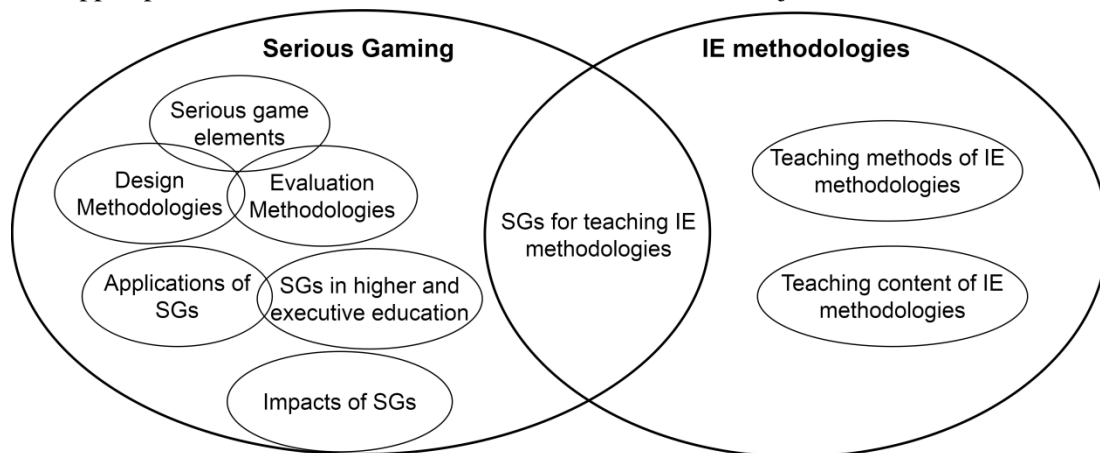 Serious Gaming
IE methodologies
Serious game
elements
Design
Methodologies
Evaluation
Methodologies
Applications of
SGs
SGs in higher and
executive education
Impacts of SGs
SGs for teaching IE
methodologies
Teaching methods of IE
methodologies
Teaching content of IE
methodologies